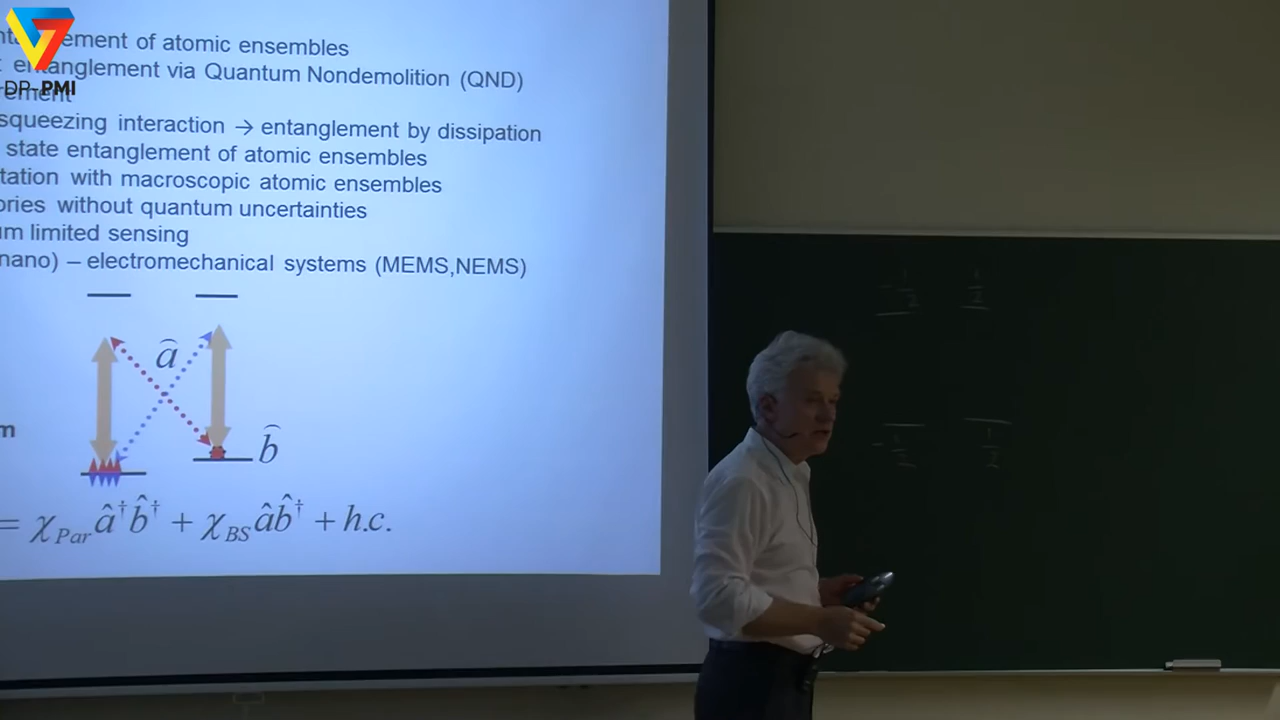 ement of atomic ensembles
entanglement via Quantum Nondemolition (QND)
ement
DP-PMI
squeezing interaction → entanglement by dissipation
state entanglement of atomic ensembles
tation with macroscopic atomic ensembles
ories without quantum uncertainties
um limited sensing
nano) – electromechanical systems (MEMS,NEMS)
â
b̂
m
= χ_Par â†b̂† + χ_BS âb̂† + h.c.